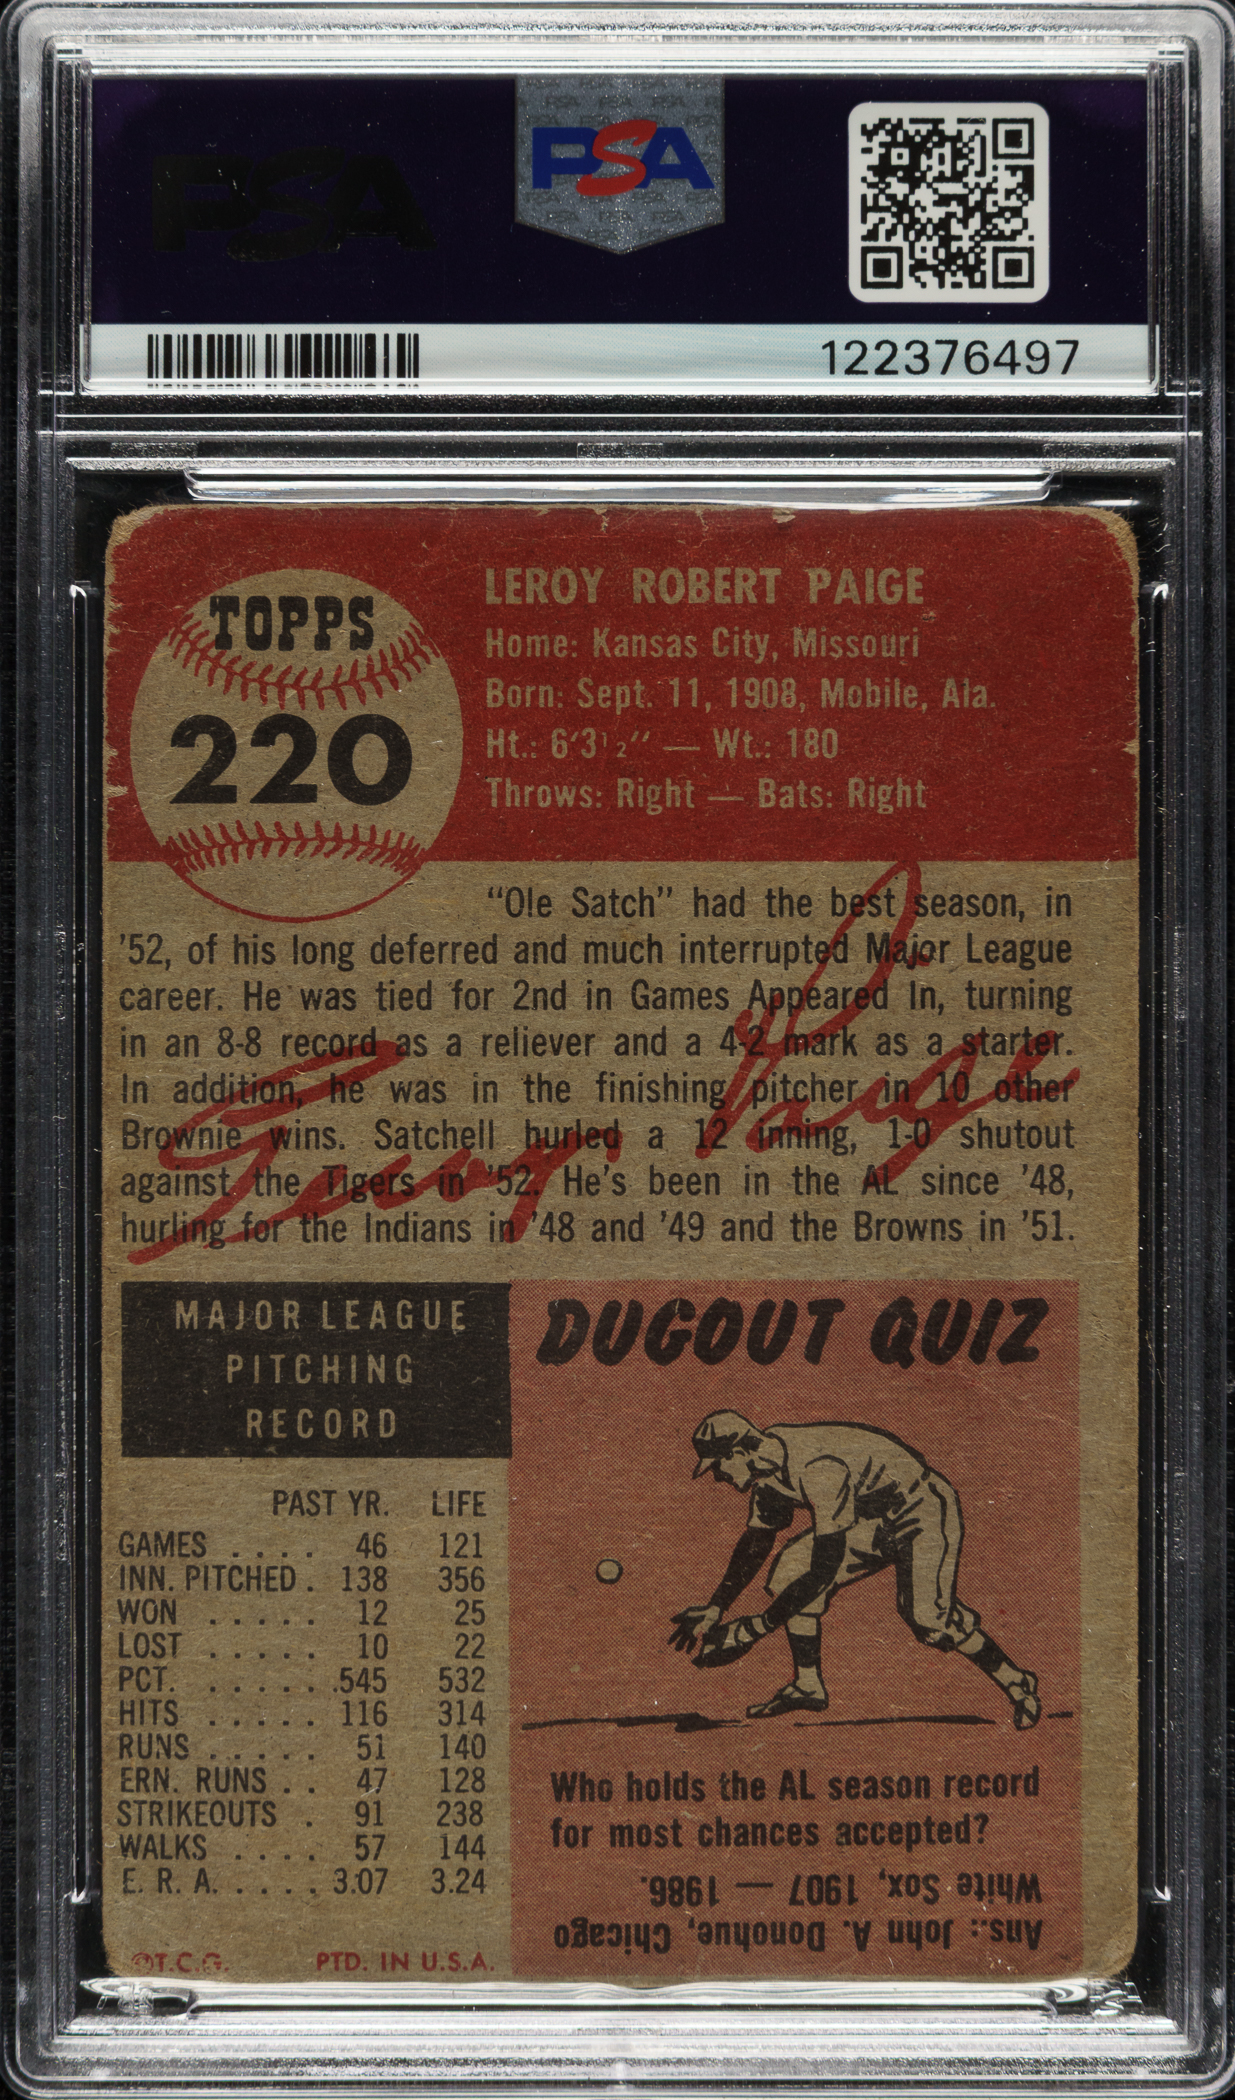 PSA
PSA
122376497
TOPPS
220
LEROY ROBERT PAIGE
Home: Kansas City, Missouri
Born: Sept. 11, 1908, Mobile, Ala.
Ht.: 6'3 1/2" — Wt.: 180
Throws: Right — Bats: Right
"Ole Satch" had the best season, in
'52, of his long deferred and much interrupted Major League
career. He was tied for 2nd in Games Appeared In, turning
in an 8-8 record as a reliever and a 4-2 mark as a starter.
In addition, he was in the finishing pitcher in 10 other
Brownie wins. Satchell hurled a 12 inning, 1-0 shutout
against the Tigers in '52. He's been in the AL since '48,
hurling for the Indians in '48 and '49 and the Browns in '51.
MAJOR LEAGUE
PITCHING
RECORD
PAST YR. LIFE
GAMES .... 46 121
INN. PITCHED . 138 356
WON ..... 12 25
LOST ..... 10 22
PCT. ...... .545 532
HITS ..... 116 314
RUNS ..... 51 140
ERN. RUNS .. 47 128
STRIKEOUTS . 91 238
WALKS .... 57 144
E. R. A. .... 3.07 3.24
©T.C.G. PTD. IN U.S.A.
DUGOUT QUIZ
Who holds the AL season record
for most chances accepted?
Ans.: John A. Donohue, Chicago
White Sox, 1907 — 1986.